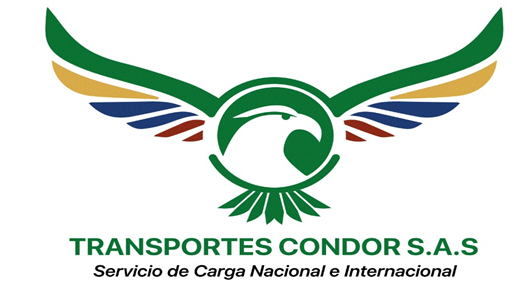 TRANSPORTES CONDOR S.A.S
Servicio de Carga Nacional e Internacional